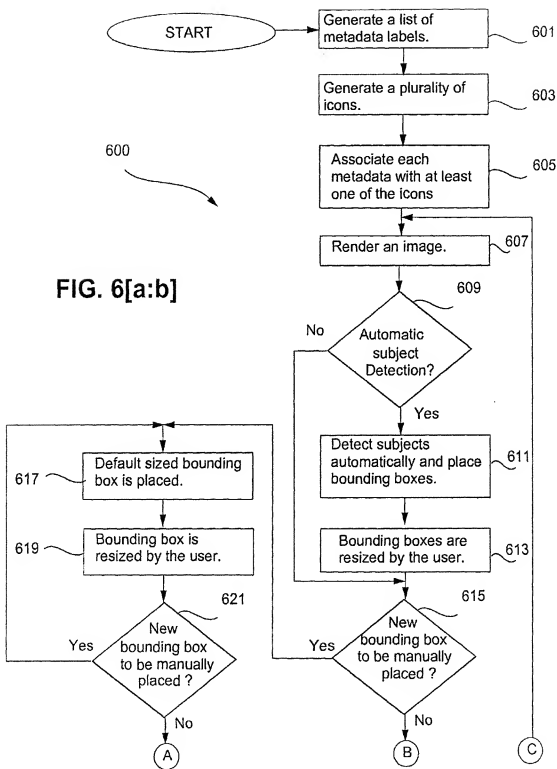 START
Generate a list of
metadata labels.
601
Generate a plurality of
icons.
603
600
Associate each
metadata with at least
one of the icons
605
Render an image.
607
FIG. 6[a:b]
609
No
Automatic
subject
Detection?
Yes
Detect subjects
automatically and place
bounding boxes.
611
617
Default sized bounding
box is placed.
619
Bounding box is
resized by the user.
Bounding boxes are
resized by the user.
613
621
615
Yes
New
bounding box
to be manually
placed ?
Yes
New
bounding box
to be manually
placed ?
No
No
A
B
C